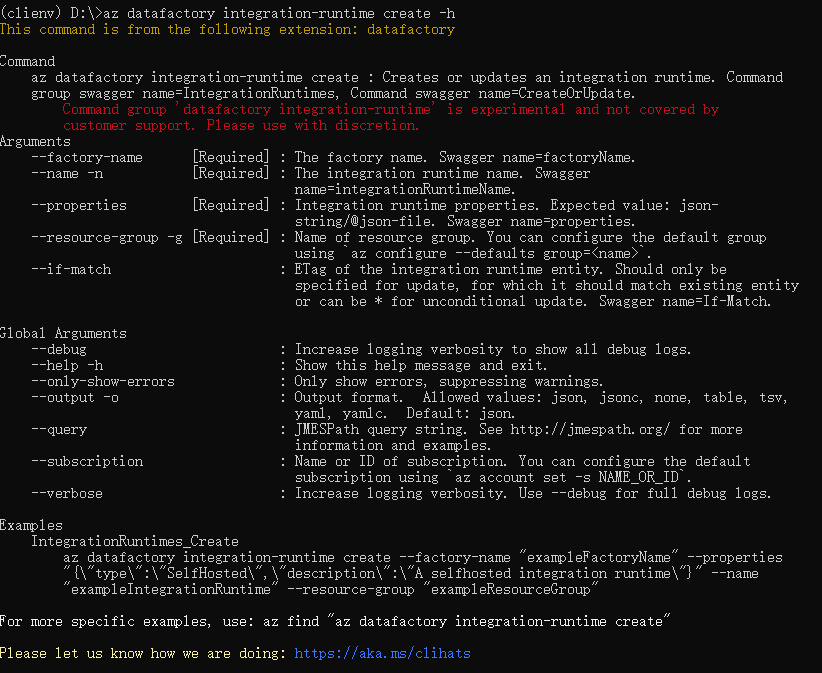 (clienv) D:\>az datafactory integration-runtime create -h
This command is from the following extension: datafactory
Command
az datafactory integration-runtime create : Creates or updates an integration runtime. Command
group swagger name=IntegrationRuntimes, Command swagger name=CreateOrUpdate.
Command group 'datafactory integration-runtime' is experimental and not covered by
customer support. Please use with discretion.
Arguments
--factory-name [Required] : The factory name. Swagger name=factoryName.
--name -n [Required] : The integration runtime name. Swagger
name=integrationRuntimeName.
--properties [Required] : Integration runtime properties. Expected value: json-
string/@json-file. Swagger name=properties.
--resource-group -g [Required] : Name of resource group. You can configure the default group
using `az configure --defaults group=<name>`.
--if-match : ETag of the integration runtime entity. Should only be
specified for update, for which it should match existing entity
or can be * for unconditional update. Swagger name=If-Match.
Global Arguments
--debug : Increase logging verbosity to show all debug logs.
--help -h : Show this help message and exit.
--only-show-errors : Only show errors, suppressing warnings.
--output -o : Output format. Allowed values: json, jsonc, none, table, tsv,
yaml, yamlc. Default: json.
--query : JMESPath query string. See http://jmespath.org/ for more
information and examples.
--subscription : Name or ID of subscription. You can configure the default
subscription using `az account set -s NAME_OR_ID`.
--verbose : Increase logging verbosity. Use --debug for full debug logs.
Examples
IntegrationRuntimes_Create
az datafactory integration-runtime create --factory-name "exampleFactoryName" --properties
"{\"type\":\"SelfHosted\",\"description\":\"A selfhosted integration runtime\"}" --name
"exampleIntegrationRuntime" --resource-group "exampleResourceGroup"
For more specific examples, use: az find "az datafactory integration-runtime create"
Please let us know how we are doing: https://aka.ms/clihats